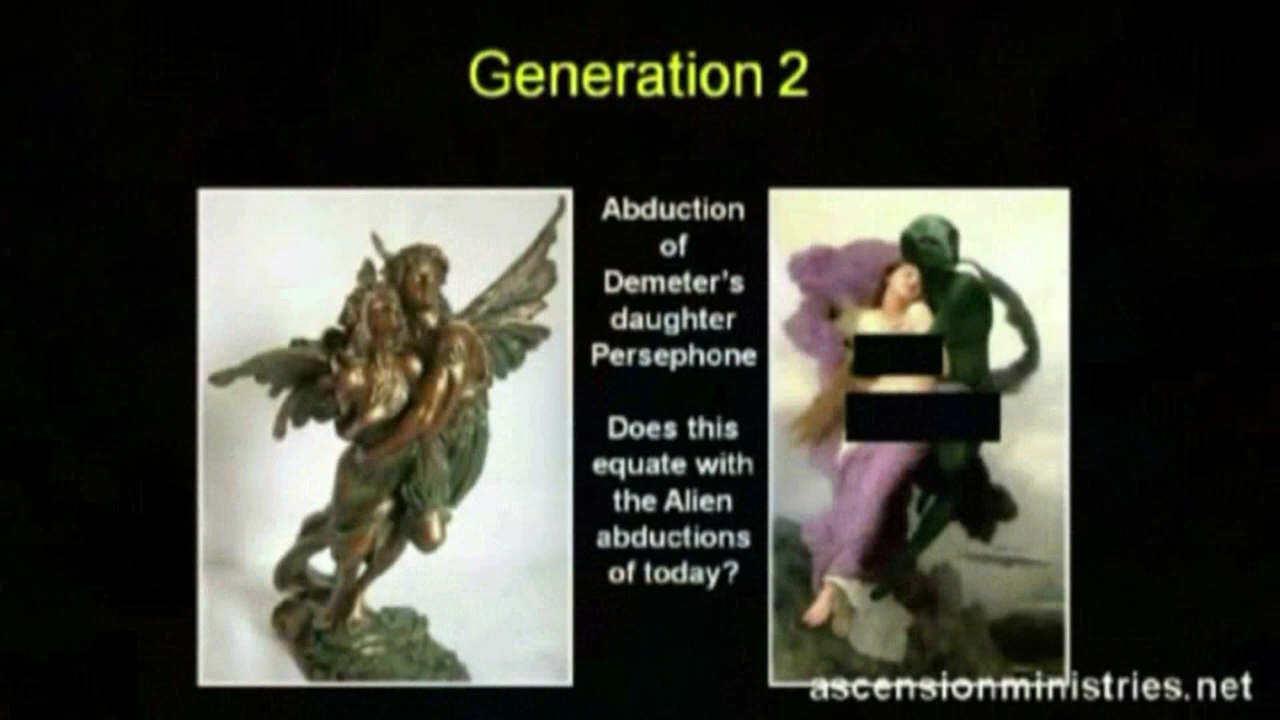 Generation 2
Abduction
of
Demeter's
daughter
Persephone
Does this
equate with
the Alien
abductions
of today?
ascensionministries.net